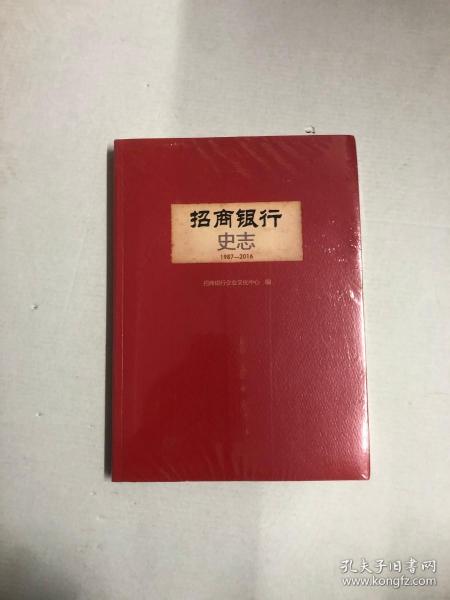 招商银行
史志
1987—2016
招商银行企业文化中心 编
孔夫子旧书网
www.kongfz.com